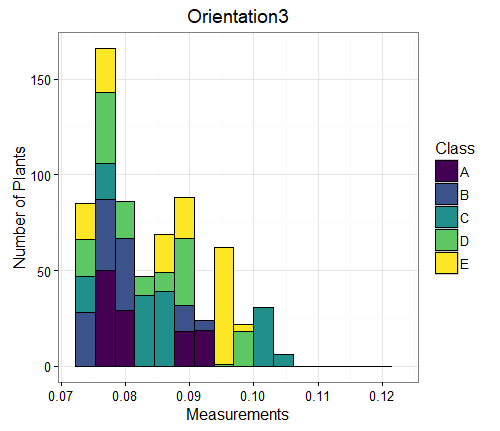 Orientation3
Number of Plants
150
100
50
0
0.07 0.08 0.09 0.10 0.11 0.12
Measurements
Class
A
B
C
D
E